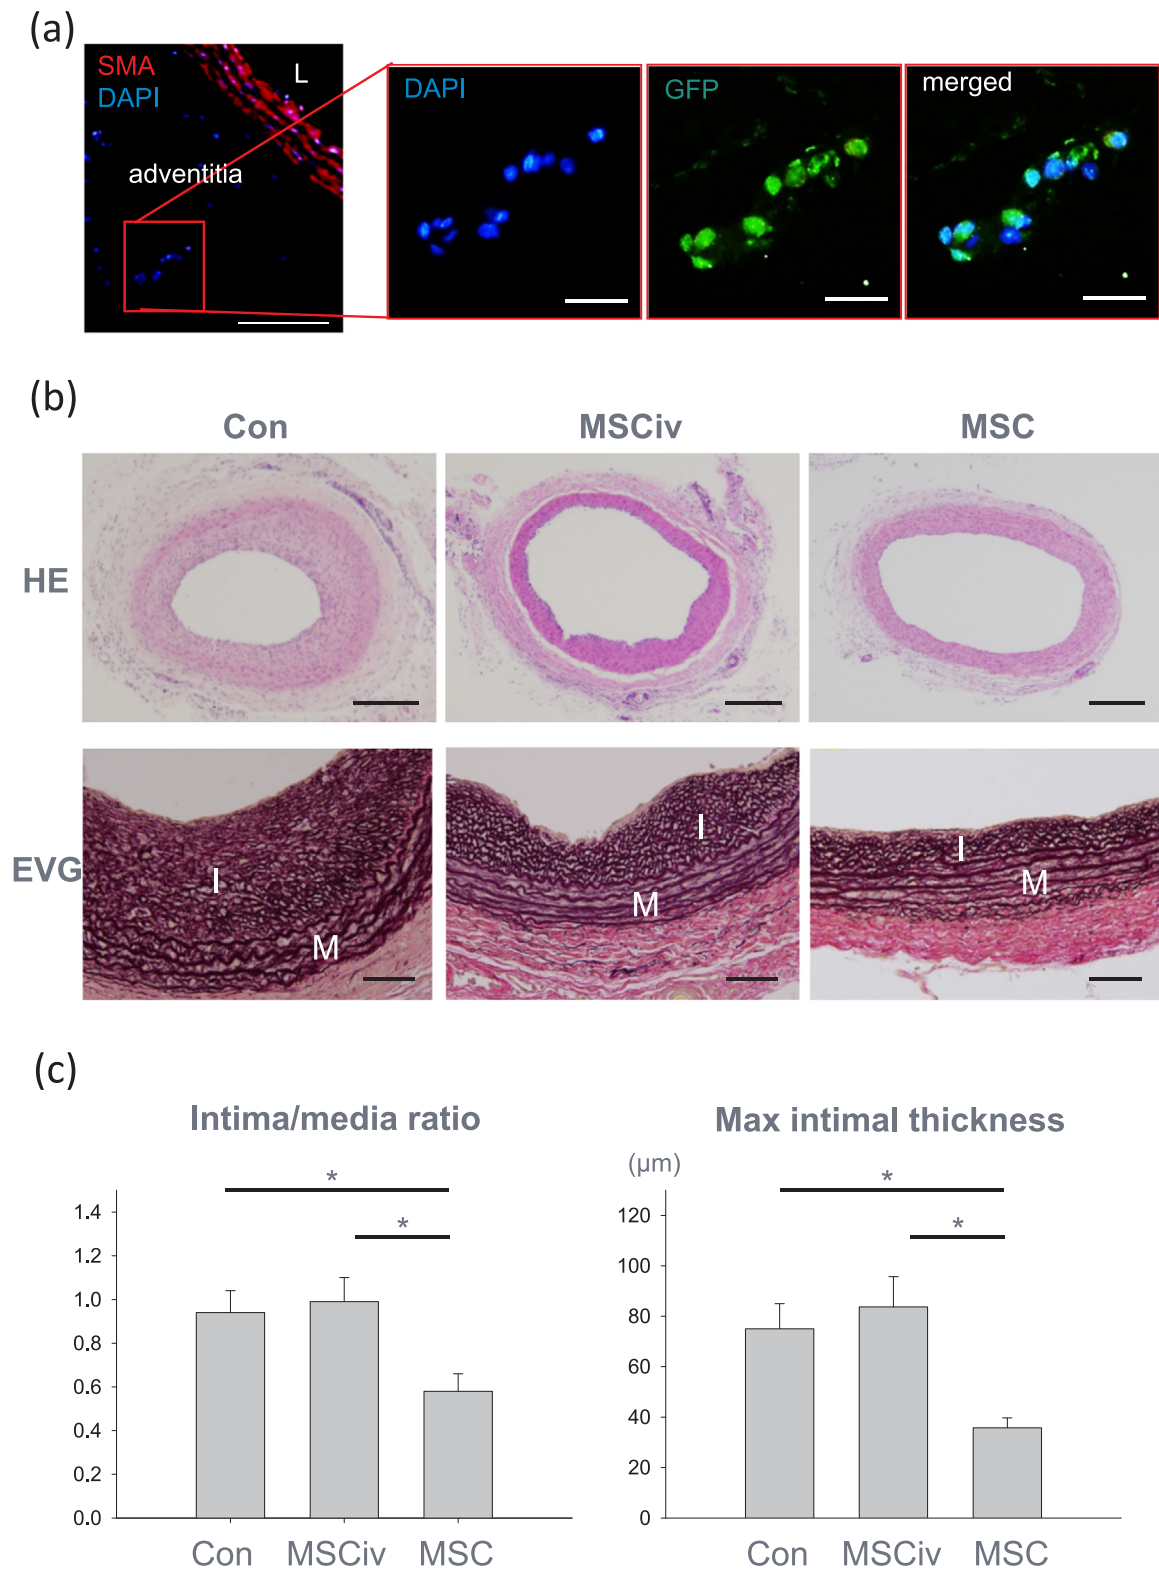 (a)
SMA
DAPI
L
adventitia
DAPI
GFP
merged
(b)
Con MSCiv MSC
HE
EVG
I
M
I
M
I
M
(c)
Intima/media ratio
*
*
1.4
1.2
1.0
0.8
0.6
0.4
0.2
0.0
Con MSCiv MSC
Max intimal thickness
(μm)
*
*
120
100
80
60
40
20
0
Con MSCiv MSC